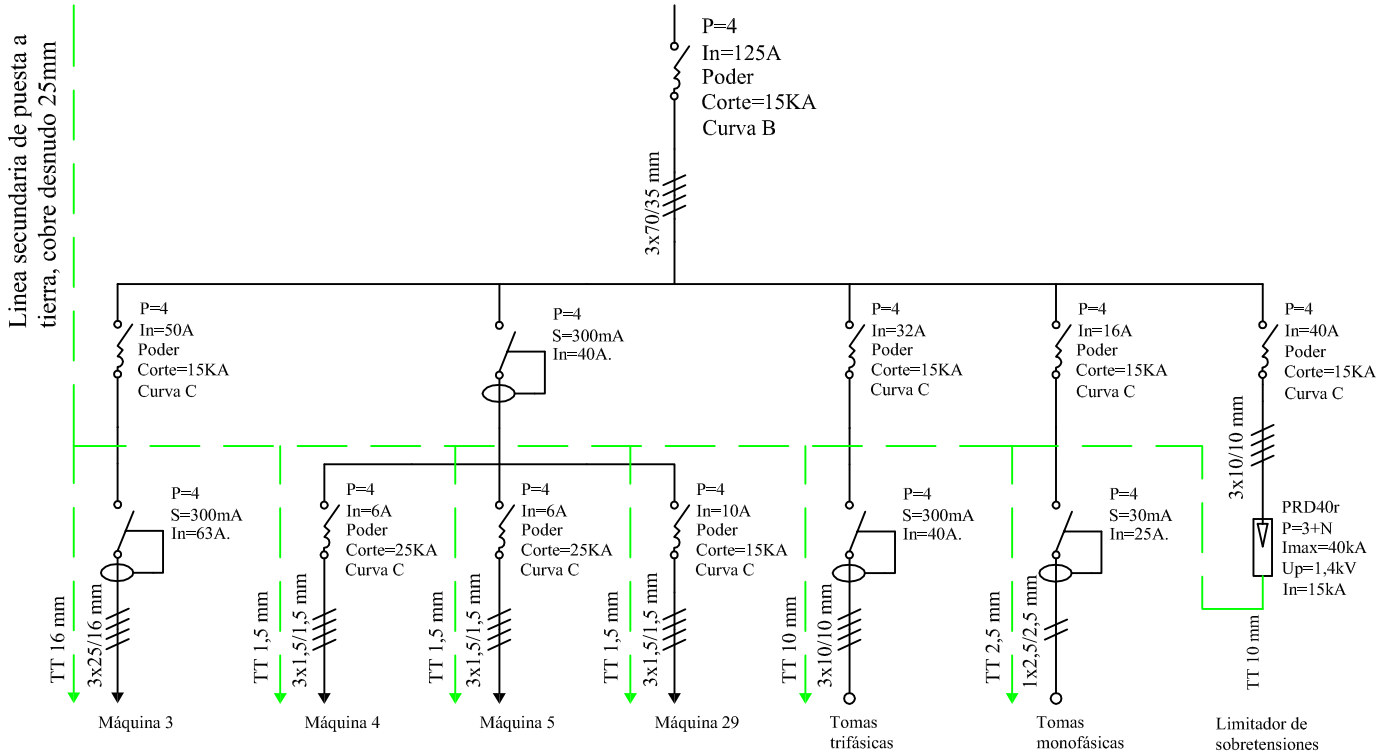 Linea secundaria de puesta a
tierra, cobre desnudo 25mm
P=4
In=125A
Poder
Corte=15KA
Curva B
3x70/35 mm
P=4
In=50A
Poder
Corte=15KA
Curva C
P=4
S=300mA
In=40A.
P=4
In=32A
Poder
Corte=15KA
Curva C
P=4
In=16A
Poder
Corte=15KA
Curva C
P=4
In=40A
Poder
Corte=15KA
Curva C
3x10/10 mm
P=4
S=300mA
In=63A.
P=4
In=6A
Poder
Corte=25KA
Curva C
P=4
In=6A
Poder
Corte=25KA
Curva C
P=4
In=10A
Poder
Corte=15KA
Curva C
P=4
S=300mA
In=40A.
P=4
S=30mA
In=25A.
PRD40r
P=3+N
Imax=40kA
Up=1,4kV
In=15kA
TT 16 mm
3x25/16 mm
TT 1,5 mm
3x1,5/1,5 mm
TT 1,5 mm
3x1,5/1,5 mm
TT 1,5 mm
3x1,5/1,5 mm
TT 10 mm
3x10/10 mm
TT 2,5 mm
1x2,5/2,5 mm
TT 10 mm
Máquina 3
Máquina 4
Máquina 5
Máquina 29
Tomas
trifásicas
Tomas
monofásicas
Limitador de
sobretensiones